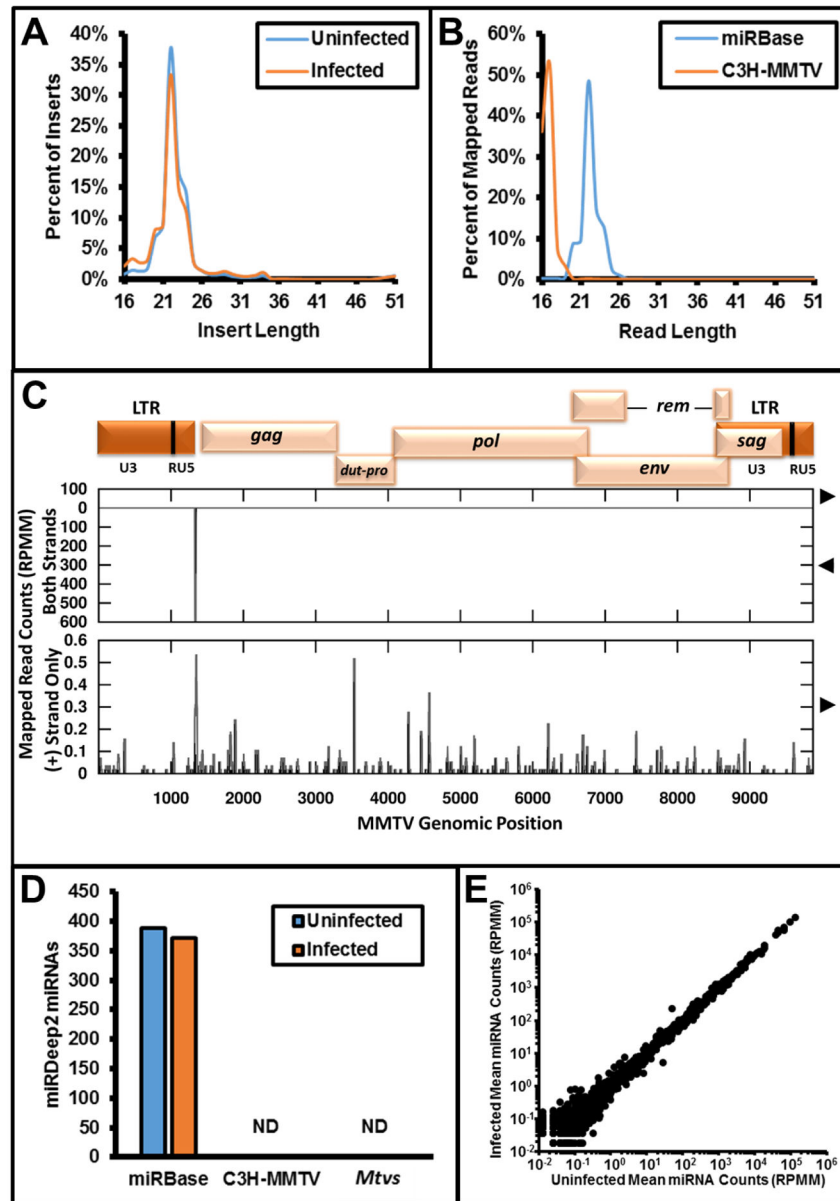 A
40%
35%
30%
25%
20%
15%
10%
5%
0%
Percent of Inserts
Uninfected
Infected
16 21 26 31 36 41 46 51
Insert Length
B
60%
50%
40%
30%
20%
10%
0%
Percent of Mapped Reads
miRBase
C3H-MMTV
16 21 26 31 36 41 46 51
Read Length
C
LTR
rem
LTR
gag
pol
sag
U3 RU5
dut-pro
env
U3 RU5
Mapped Read Counts (RPMM)
(+) Strand Only
Both Strands
100
0
100
200
300
400
500
600
0.6
0.5
0.4
0.3
0.2
0.1
0
1000 2000 3000 4000 5000 6000 7000 8000 9000
MMTV Genomic Position
D
450
400
350
300
250
200
150
100
50
0
miRDeep2 miRNAs
Uninfected
Infected
ND
ND
miRBase C3H-MMTV Mtvs
E
Infected Mean miRNA Counts (RPMM)
10^6
10^5
10^4
10^3
10^2
10^1
10^0
10^-1
10^-2
10^-2 10^-1 10^0 10^1 10^2 10^3 10^4 10^5 10^6
Uninfected Mean miRNA Counts (RPMM)